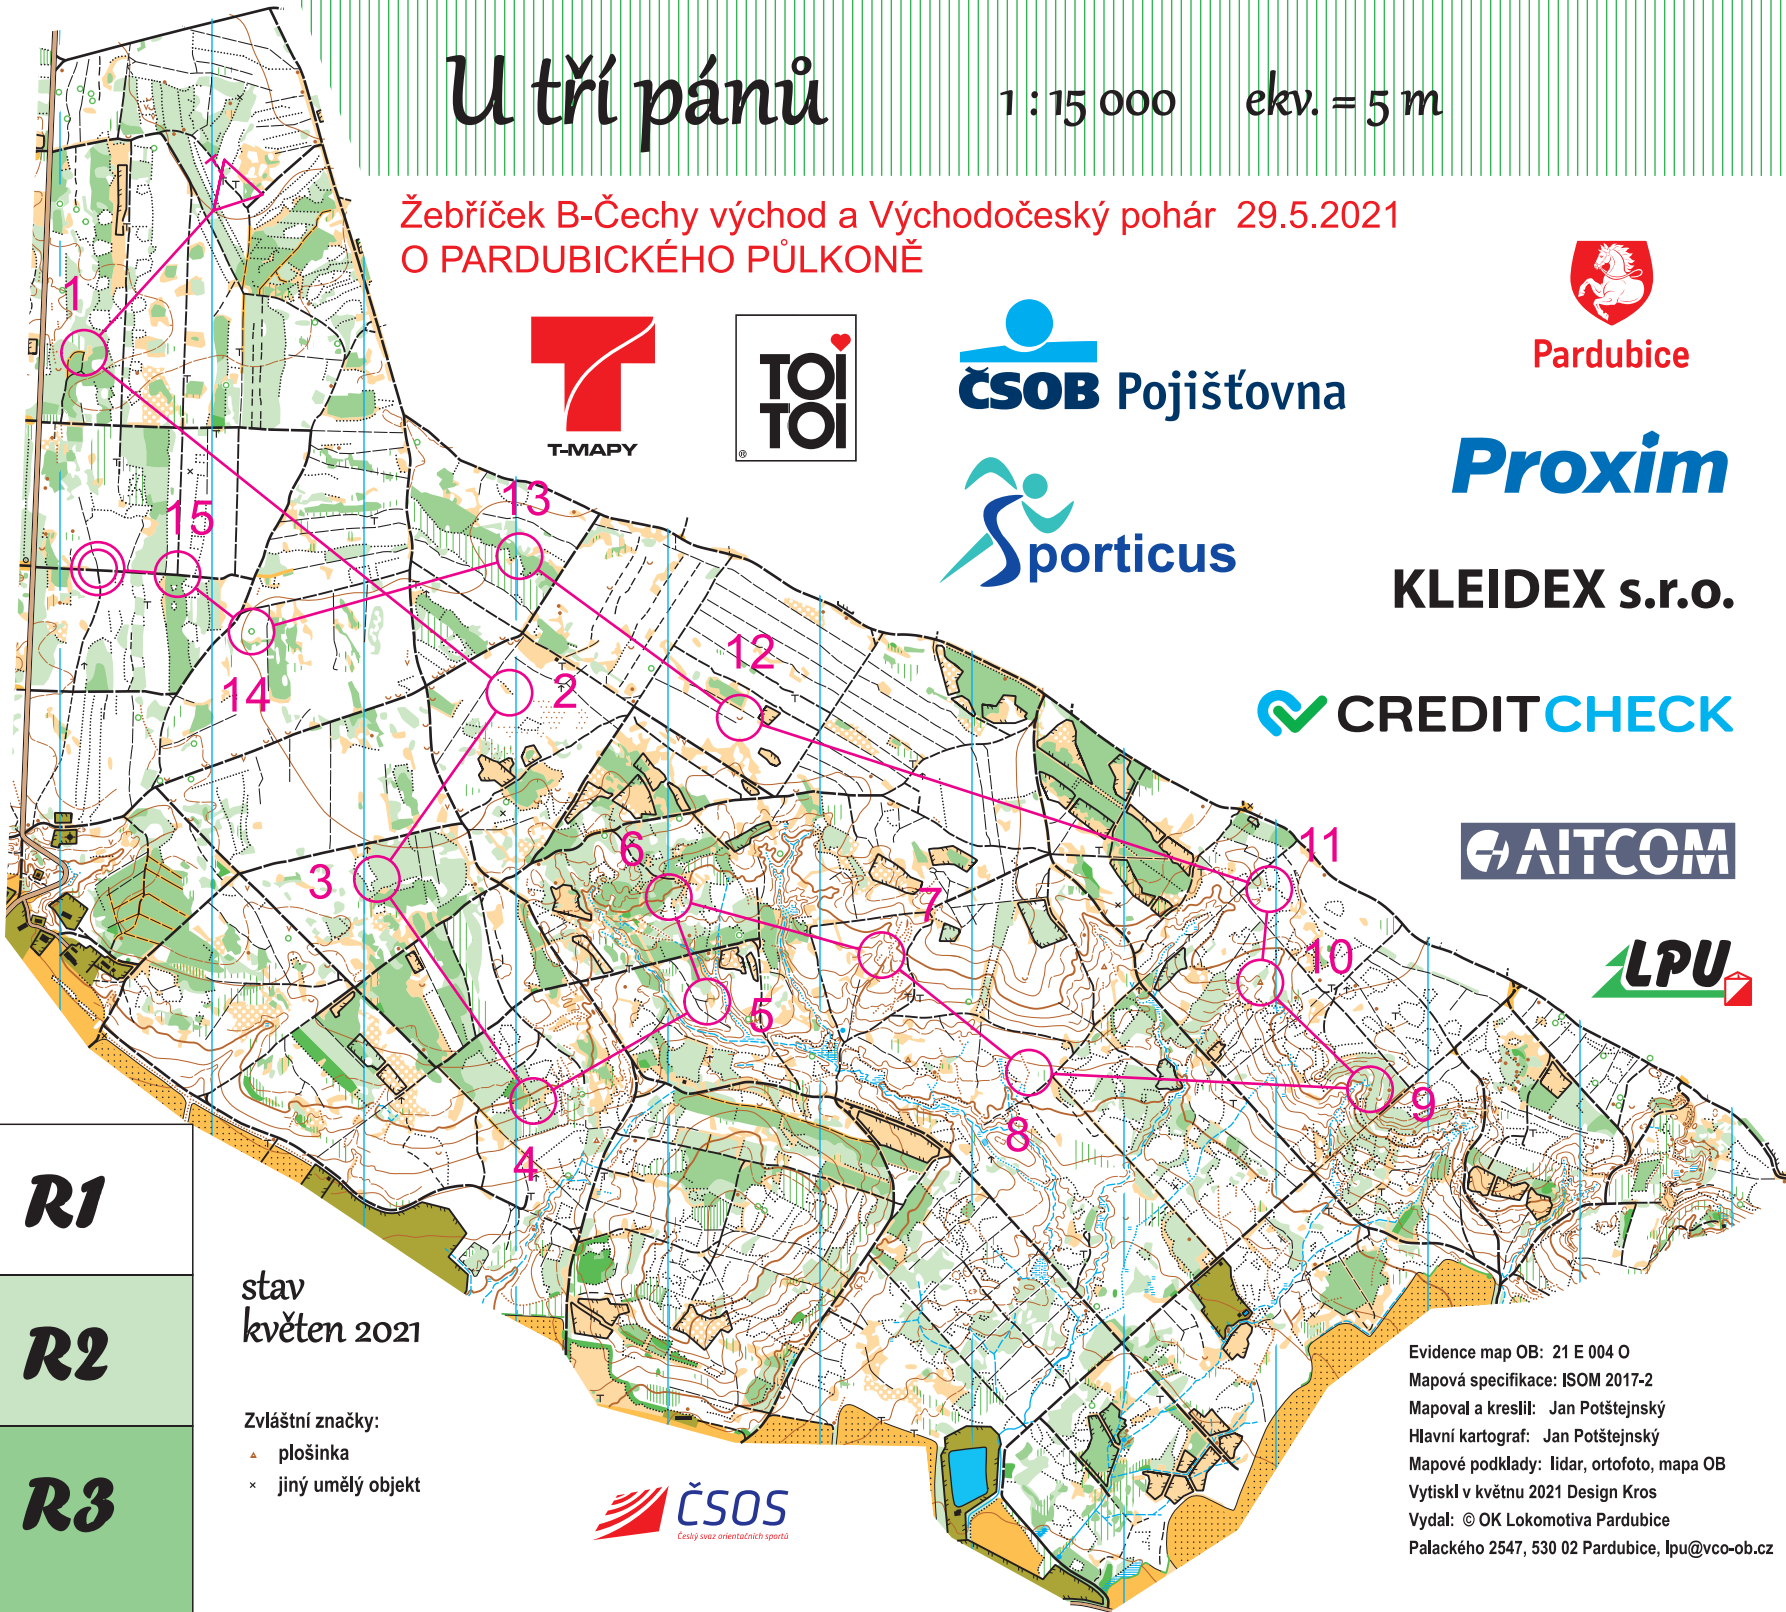 U tří pánů
1 : 15 000 ekv. = 5 m
Žebříček B-Čechy východ a Východočeský pohár 29.5.2021
O PARDUBICKÉHO PŮLKONĚ
T-MAPY
TOI
TOI
®
ČSOB Pojišťovna
Sporticus
Pardubice
Proxim
KLEIDEX s.r.o.
CREDITCHECK
AITCOM
LPU
1
2
3
4
5
6
7
8
9
10
11
12
13
14
15
R1
R2
R3
stav
květen 2021
Zvláštní značky:
plošinka
jiný umělý objekt
ČSOS
Český svaz orientačních sportů
Evidence map OB: 21 E 004 O
Mapová specifikace: ISOM 2017-2
Mapoval a kreslil: Jan Potštejnský
Hlavní kartograf: Jan Potštejnský
Mapové podklady: lidar, ortofoto, mapa OB
Vytiskl v květnu 2021 Design Kros
Vydal: © OK Lokomotiva Pardubice
Palackého 2547, 530 02 Pardubice, lpu@vco-ob.cz